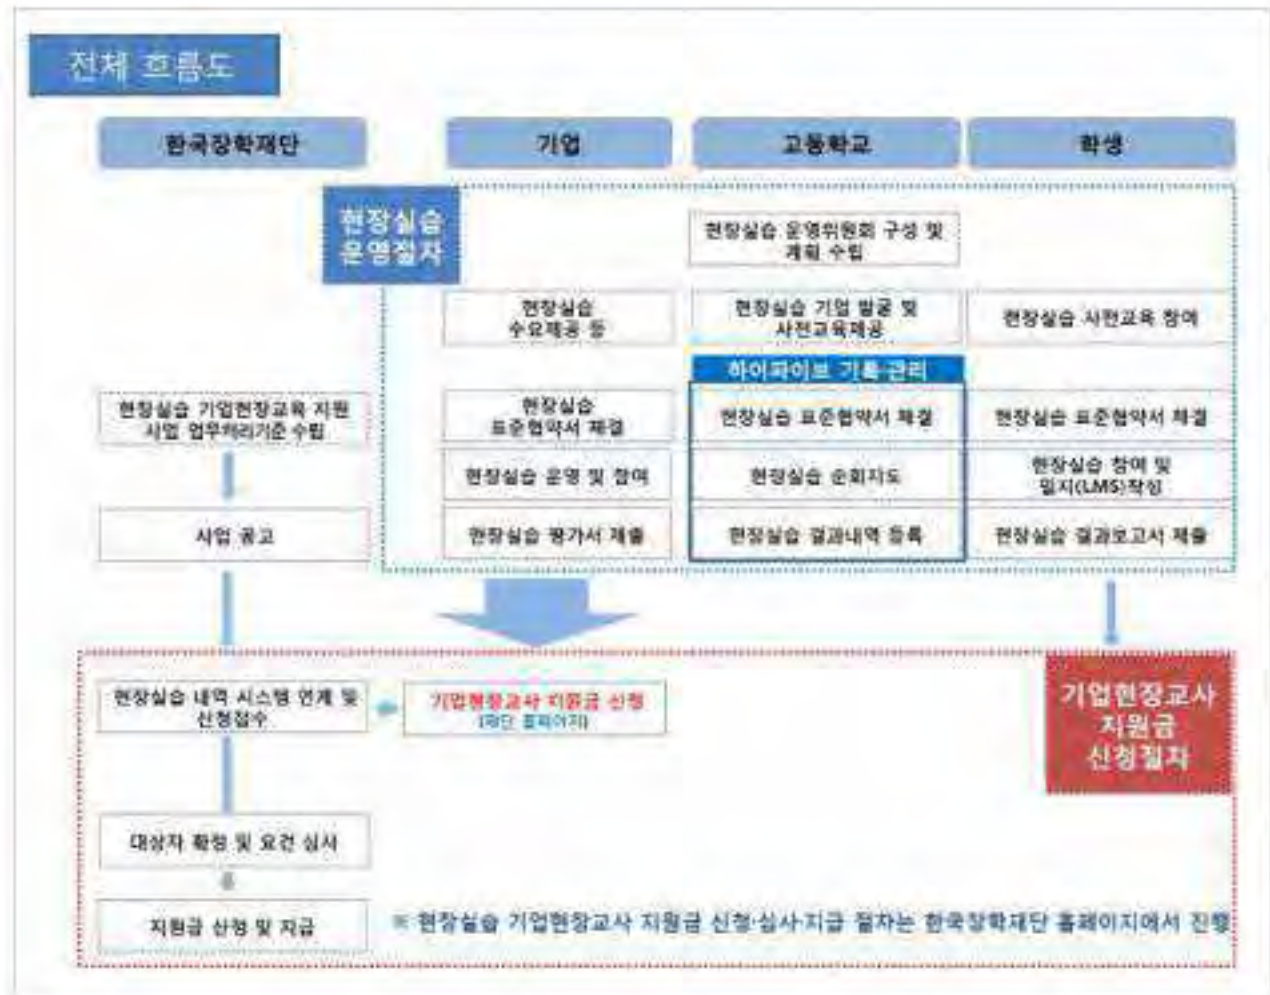 전체 흐름도
한국장학재단
기업
고등학교
학생
현장실습
운영절차
현장실습 운영위원회 구성 및
계획 수립
현장실습
수요제공 등
현장실습 기업 발굴 및
사전교육제공
현장실습 사전교육 참여
하이파이브 기록 관리
현장실습 기업현장교육 지원
사업 업무처리기준 수립
현장실습
표준협약서 체결
현장실습 표준협약서 체결
현장실습 표준협약서 체결
현장실습 운영 및 참여
현장실습 순회지도
현장실습 참여 및
일지(LMS)작성
사업 공고
현장실습 평가서 제출
현장실습 결과내역 등록
현장실습 결과보고서 제출
현장실습 내역 시스템 연계 및
신청접수
기업현장교사 지원금 신청
(재단 홈페이지)
기업현장교사
지원금
신청절차
대상자 확정 및 요건 심사
지원금 산정 및 지급
※ 현장실습 기업현장교사 지원금 신청·심사·지급 절차는 한국장학재단 홈페이지에서 진행